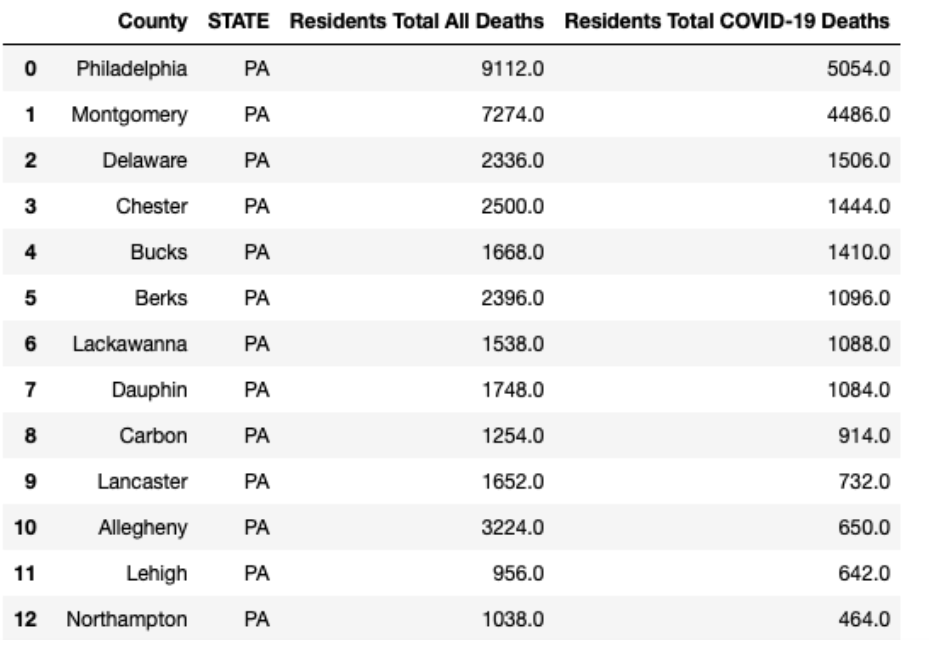 County STATE Residents Total All Deaths Residents Total COVID-19 Deaths
0 Philadelphia PA 9112.0 5054.0
1 Montgomery PA 7274.0 4486.0
2 Delaware PA 2336.0 1506.0
3 Chester PA 2500.0 1444.0
4 Bucks PA 1668.0 1410.0
5 Berks PA 2396.0 1096.0
6 Lackawanna PA 1538.0 1088.0
7 Dauphin PA 1748.0 1084.0
8 Carbon PA 1254.0 914.0
9 Lancaster PA 1652.0 732.0
10 Allegheny PA 3224.0 650.0
11 Lehigh PA 956.0 642.0
12 Northampton PA 1038.0 464.0